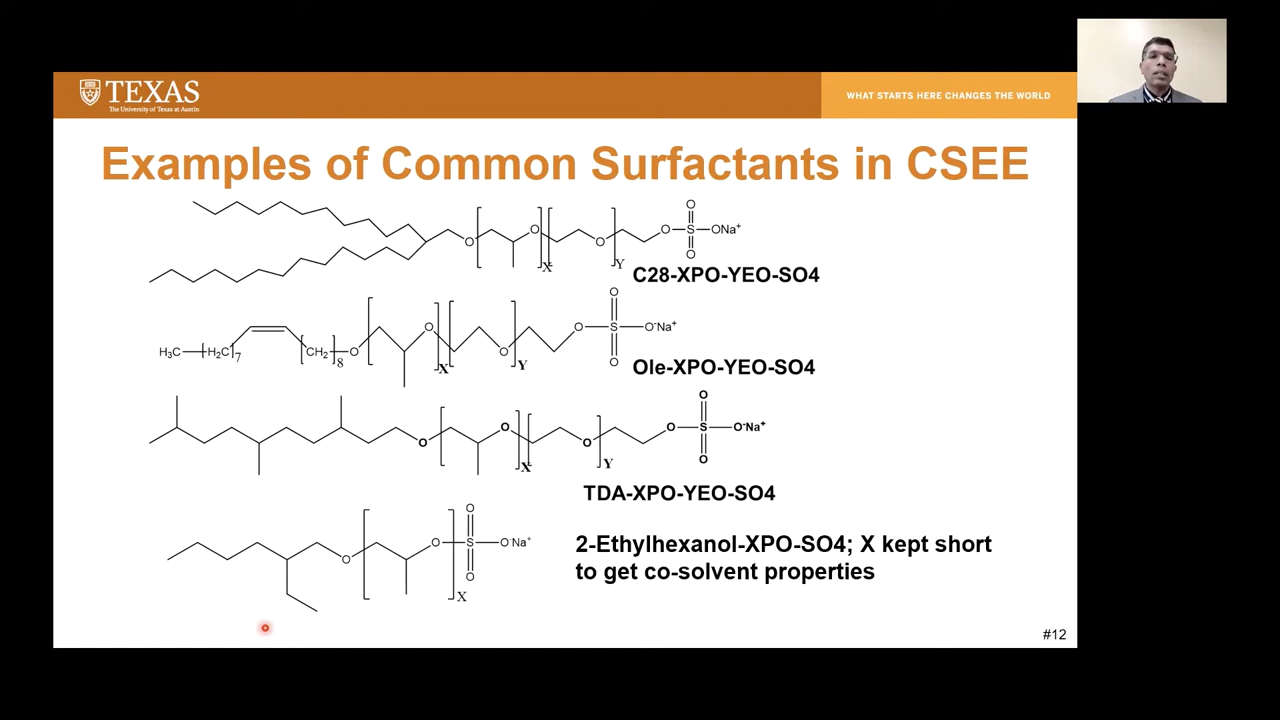 TEXAS
The University of Texas at Austin
WHAT STARTS HERE CHANGES THE WORLD
Examples of Common Surfactants in CSEE
O
O [ O ]X [ O ]Y O S ONa+
O
C28-XPO-YEO-SO4
O
H3C (H2C)7 [CH2]8 O [ O ]X [ O ]Y O S O-Na+
O
Ole-XPO-YEO-SO4
O
O [ O ]X [ O ]Y O S O-Na+
O
TDA-XPO-YEO-SO4
O
O [ O ]X S O-Na+
O
2-Ethylhexanol-XPO-SO4; X kept short
to get co-solvent properties
#12